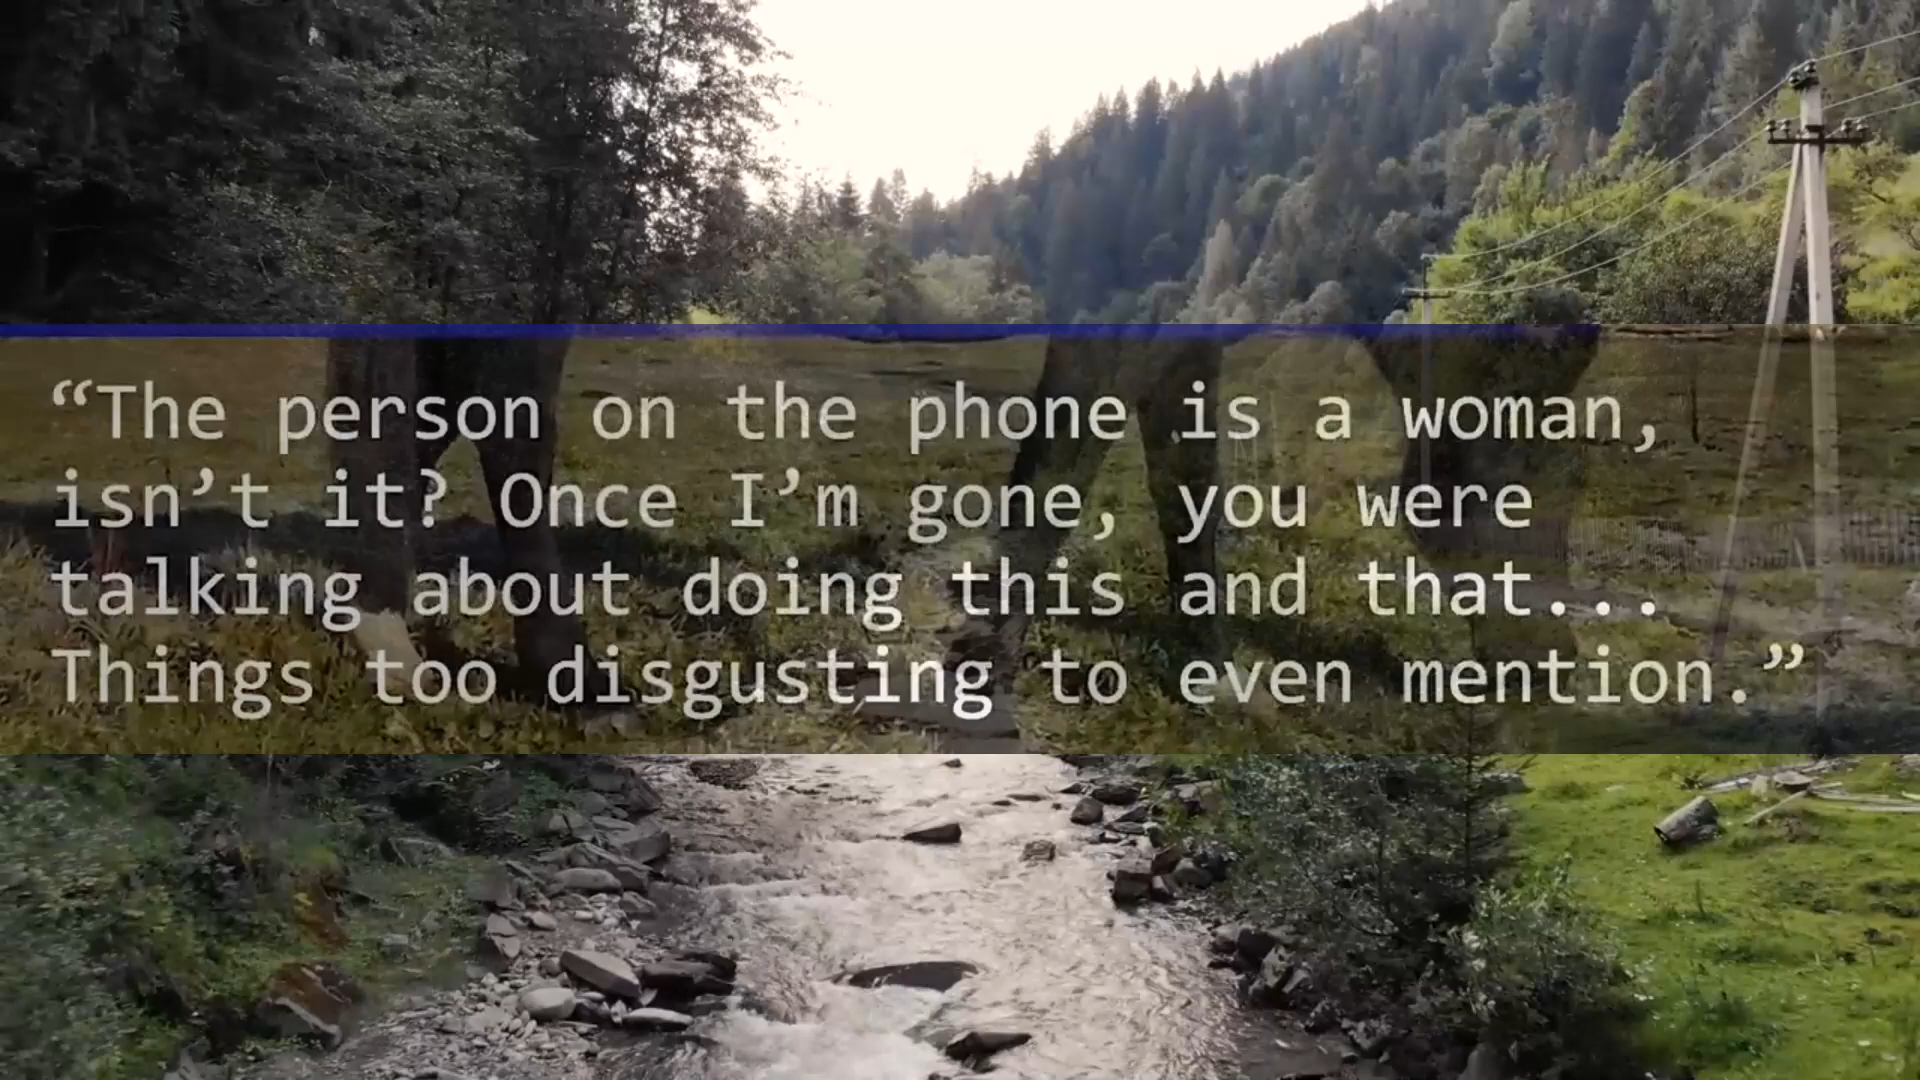 “The person on the phone is a woman,
isn’t it? Once I’m gone, you were
talking about doing this and that...
Things too disgusting to even mention.”